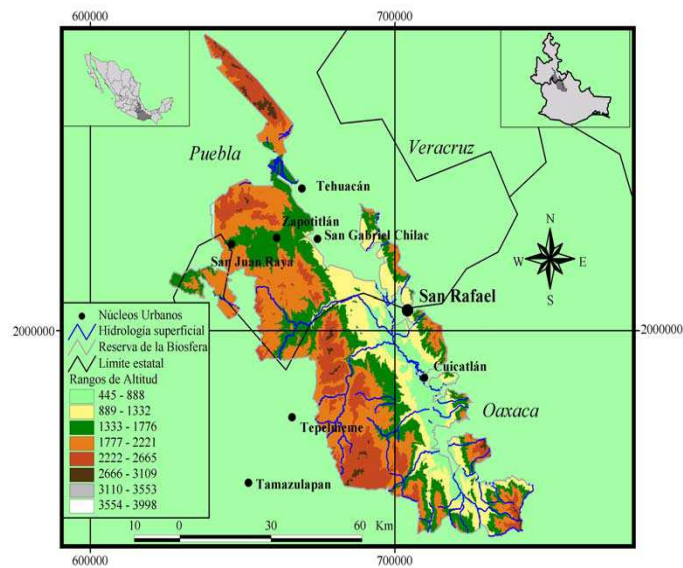 600000 700000
Puebla
Veracruz
Tehuacán
Zapotitlán
San Gabriel Chilac
San Juan Raya
N
W E
S
San Rafael
2000000 2000000
Cuicatlán
Oaxaca
Tepelmeme
Tamazulapan
Núcleos Urbanos
Hidrología superficial
Reserva de la Biosfera
Límite estatal
Rangos de Altitud
445 - 888
889 - 1332
1333 - 1776
1777 - 2221
2222 - 2665
2666 - 3109
3110 - 3553
3554 - 3998
10 0 30 60 Km
600000 700000